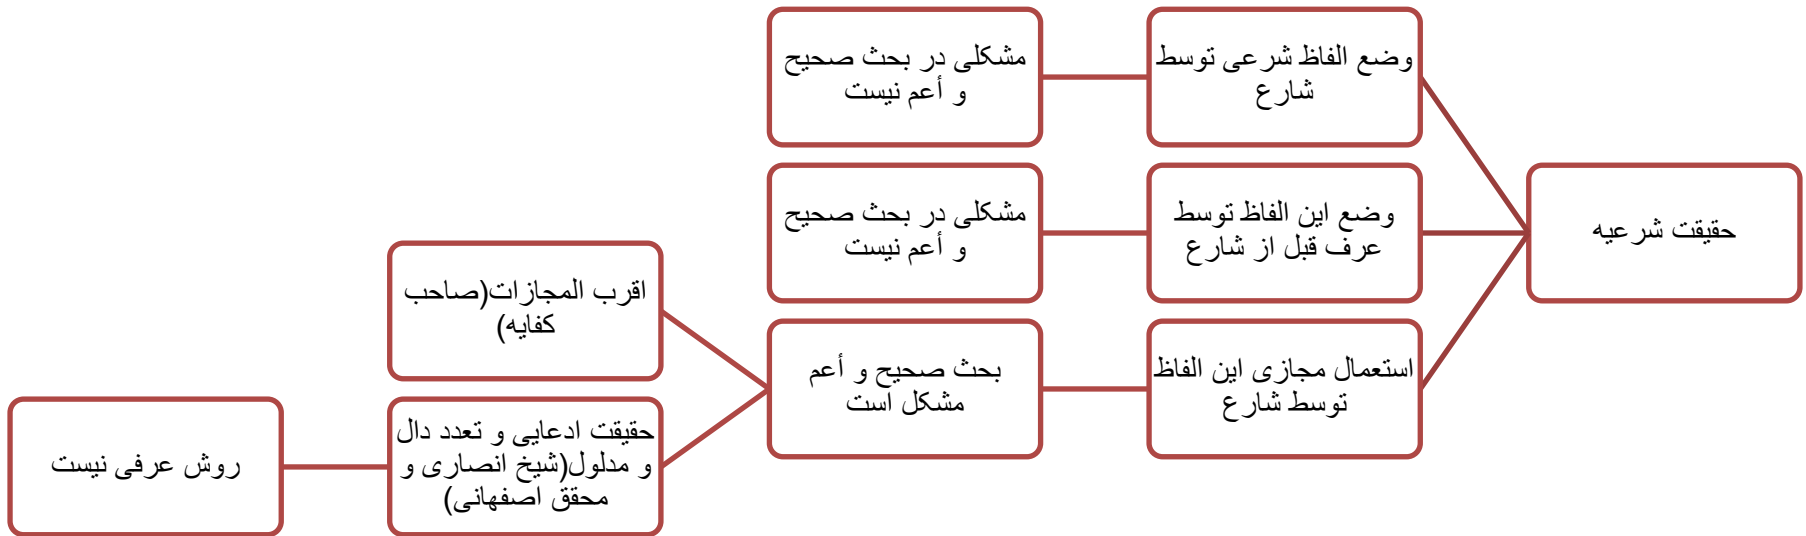 حقیقت شرعیه
وضع الفاظ شرعی توسط
شارع
مشکلی در بحث صحیح
و أعم نیست
وضع این الفاظ توسط
عرف قبل از شارع
مشکلی در بحث صحیح
و أعم نیست
استعمال مجازی این الفاظ
توسط شارع
بحث صحیح و أعم
مشکل است
اقرب المجازات(صاحب
کفایه)
حقیقت ادعایی و تعدد دال
و مدلول(شیخ انصاری و
محقق اصفهانی)
روش عرفی نیست